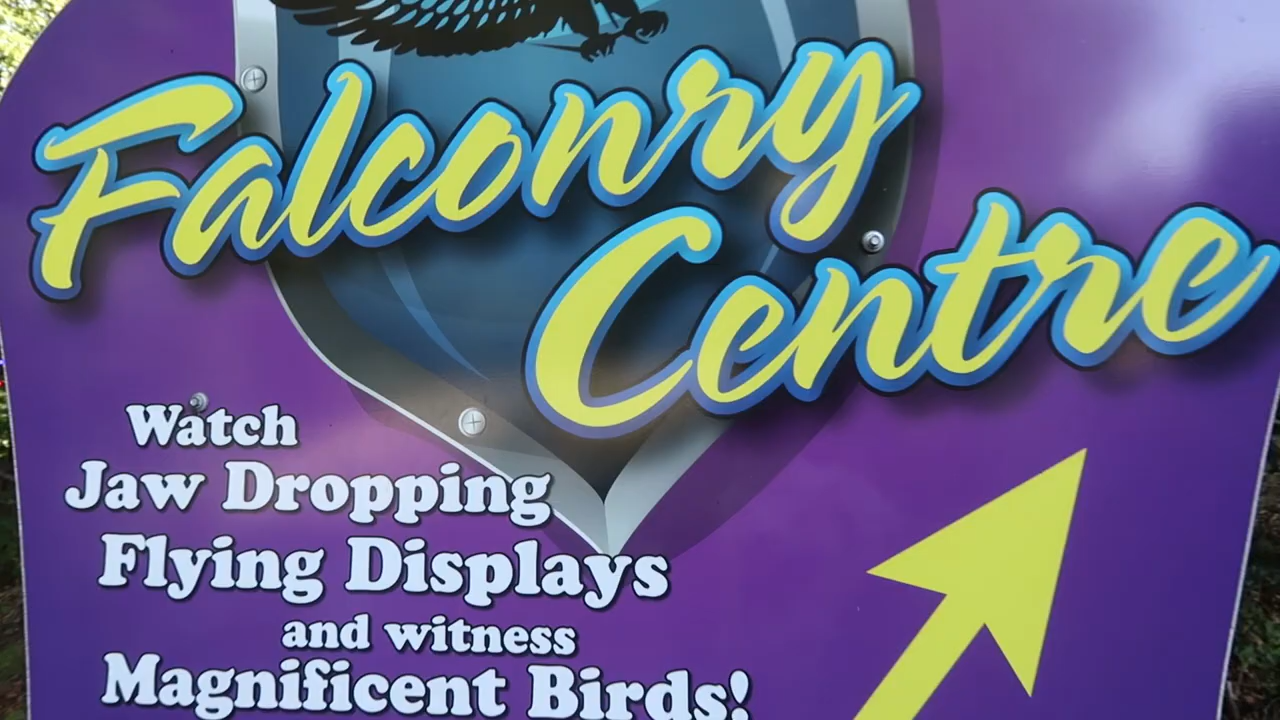 Falconry
Centre
Watch
Jaw Dropping
Flying Displays
and witness
Magnificent Birds!